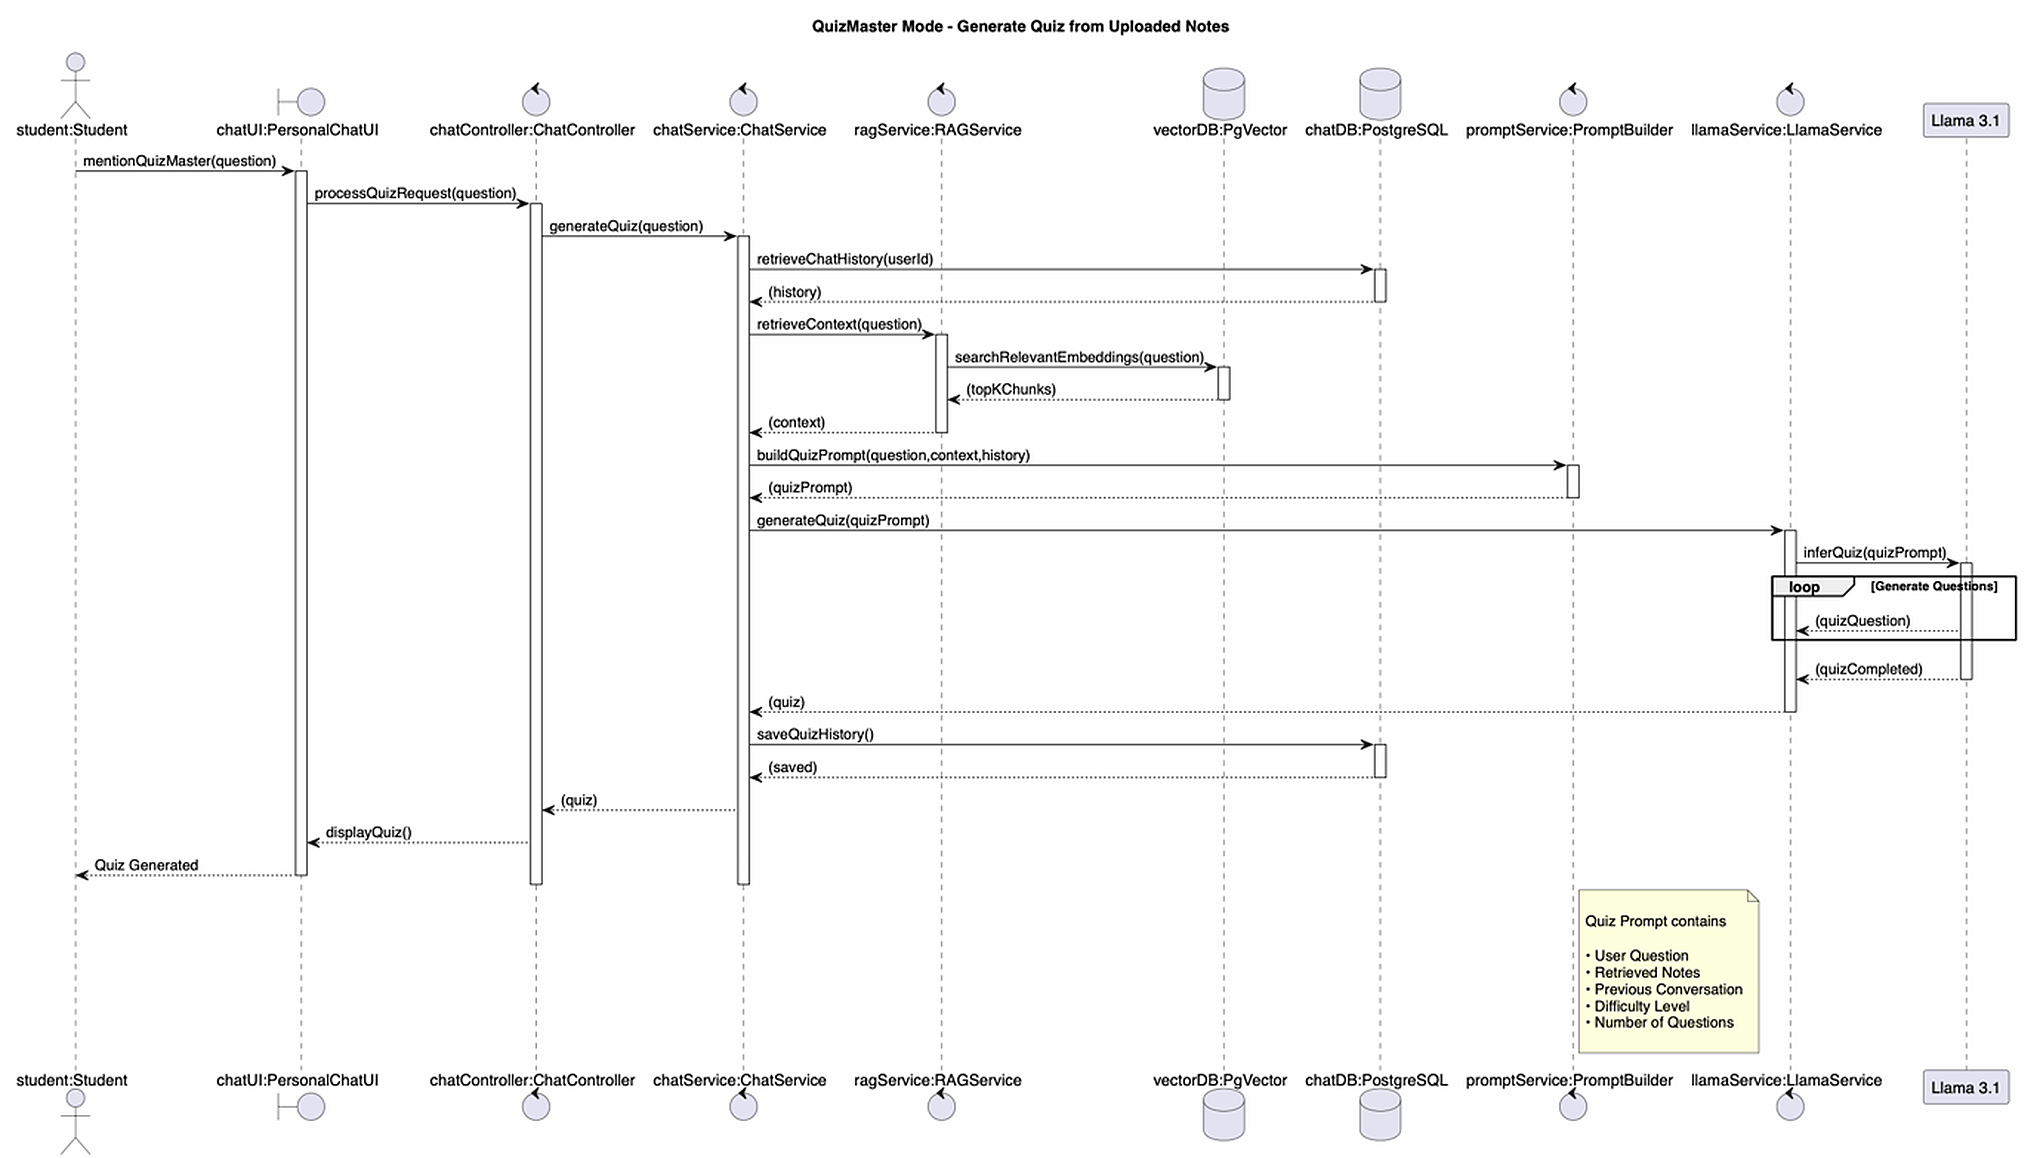 QuizMaster Mode - Generate Quiz from Uploaded Notes
student:Student
chatUI:PersonalChatUI
chatController:ChatController
chatService:ChatService
ragService:RAGService
vectorDB:PgVector
chatDB:PostgreSQL
promptService:PromptBuilder
llamaService:LlamaService
Llama 3.1
mentionQuizMaster(question)
processQuizRequest(question)
generateQuiz(question)
retrieveChatHistory(userId)
(history)
retrieveContext(question)
searchRelevantEmbeddings(question)
(topKChunks)
(context)
buildQuizPrompt(question,context,history)
(quizPrompt)
generateQuiz(quizPrompt)
inferQuiz(quizPrompt)
loop
[Generate Questions]
(quizQuestion)
(quizCompleted)
(quiz)
saveQuizHistory()
(saved)
(quiz)
displayQuiz()
Quiz Generated
Quiz Prompt contains
• User Question
• Retrieved Notes
• Previous Conversation
• Difficulty Level
• Number of Questions
student:Student
chatUI:PersonalChatUI
chatController:ChatController
chatService:ChatService
ragService:RAGService
vectorDB:PgVector
chatDB:PostgreSQL
promptService:PromptBuilder
llamaService:LlamaService
Llama 3.1